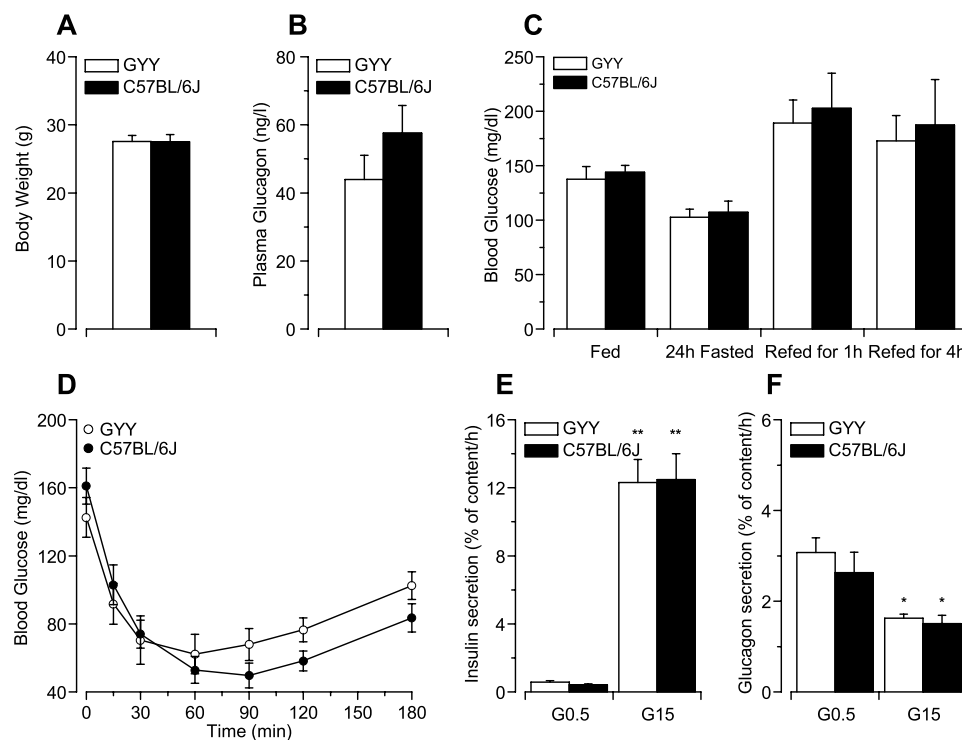 A
GYY
C57BL/6J
Body Weight (g)
40
30
20
10
0
B
GYY
C57BL/6J
Plasma Glucagon (ng/l)
80
60
40
20
0
C
GYY
C57BL/6J
Blood Glucose (mg/dl)
250
200
150
100
50
0
Fed
24h Fasted
Refed for 1h
Refed for 4h
D
GYY
C57BL/6J
Blood Glucose (mg/dl)
200
160
120
80
40
0
30
60
90
120
150
180
Time (min)
E
GYY
C57BL/6J
Insulin secretion (% of content/h)
16
12
8
4
0
**
**
G0.5
G15
F
GYY
C57BL/6J
Glucagon secretion (% of content/h)
6
4
2
0
*
*
G0.5
G15